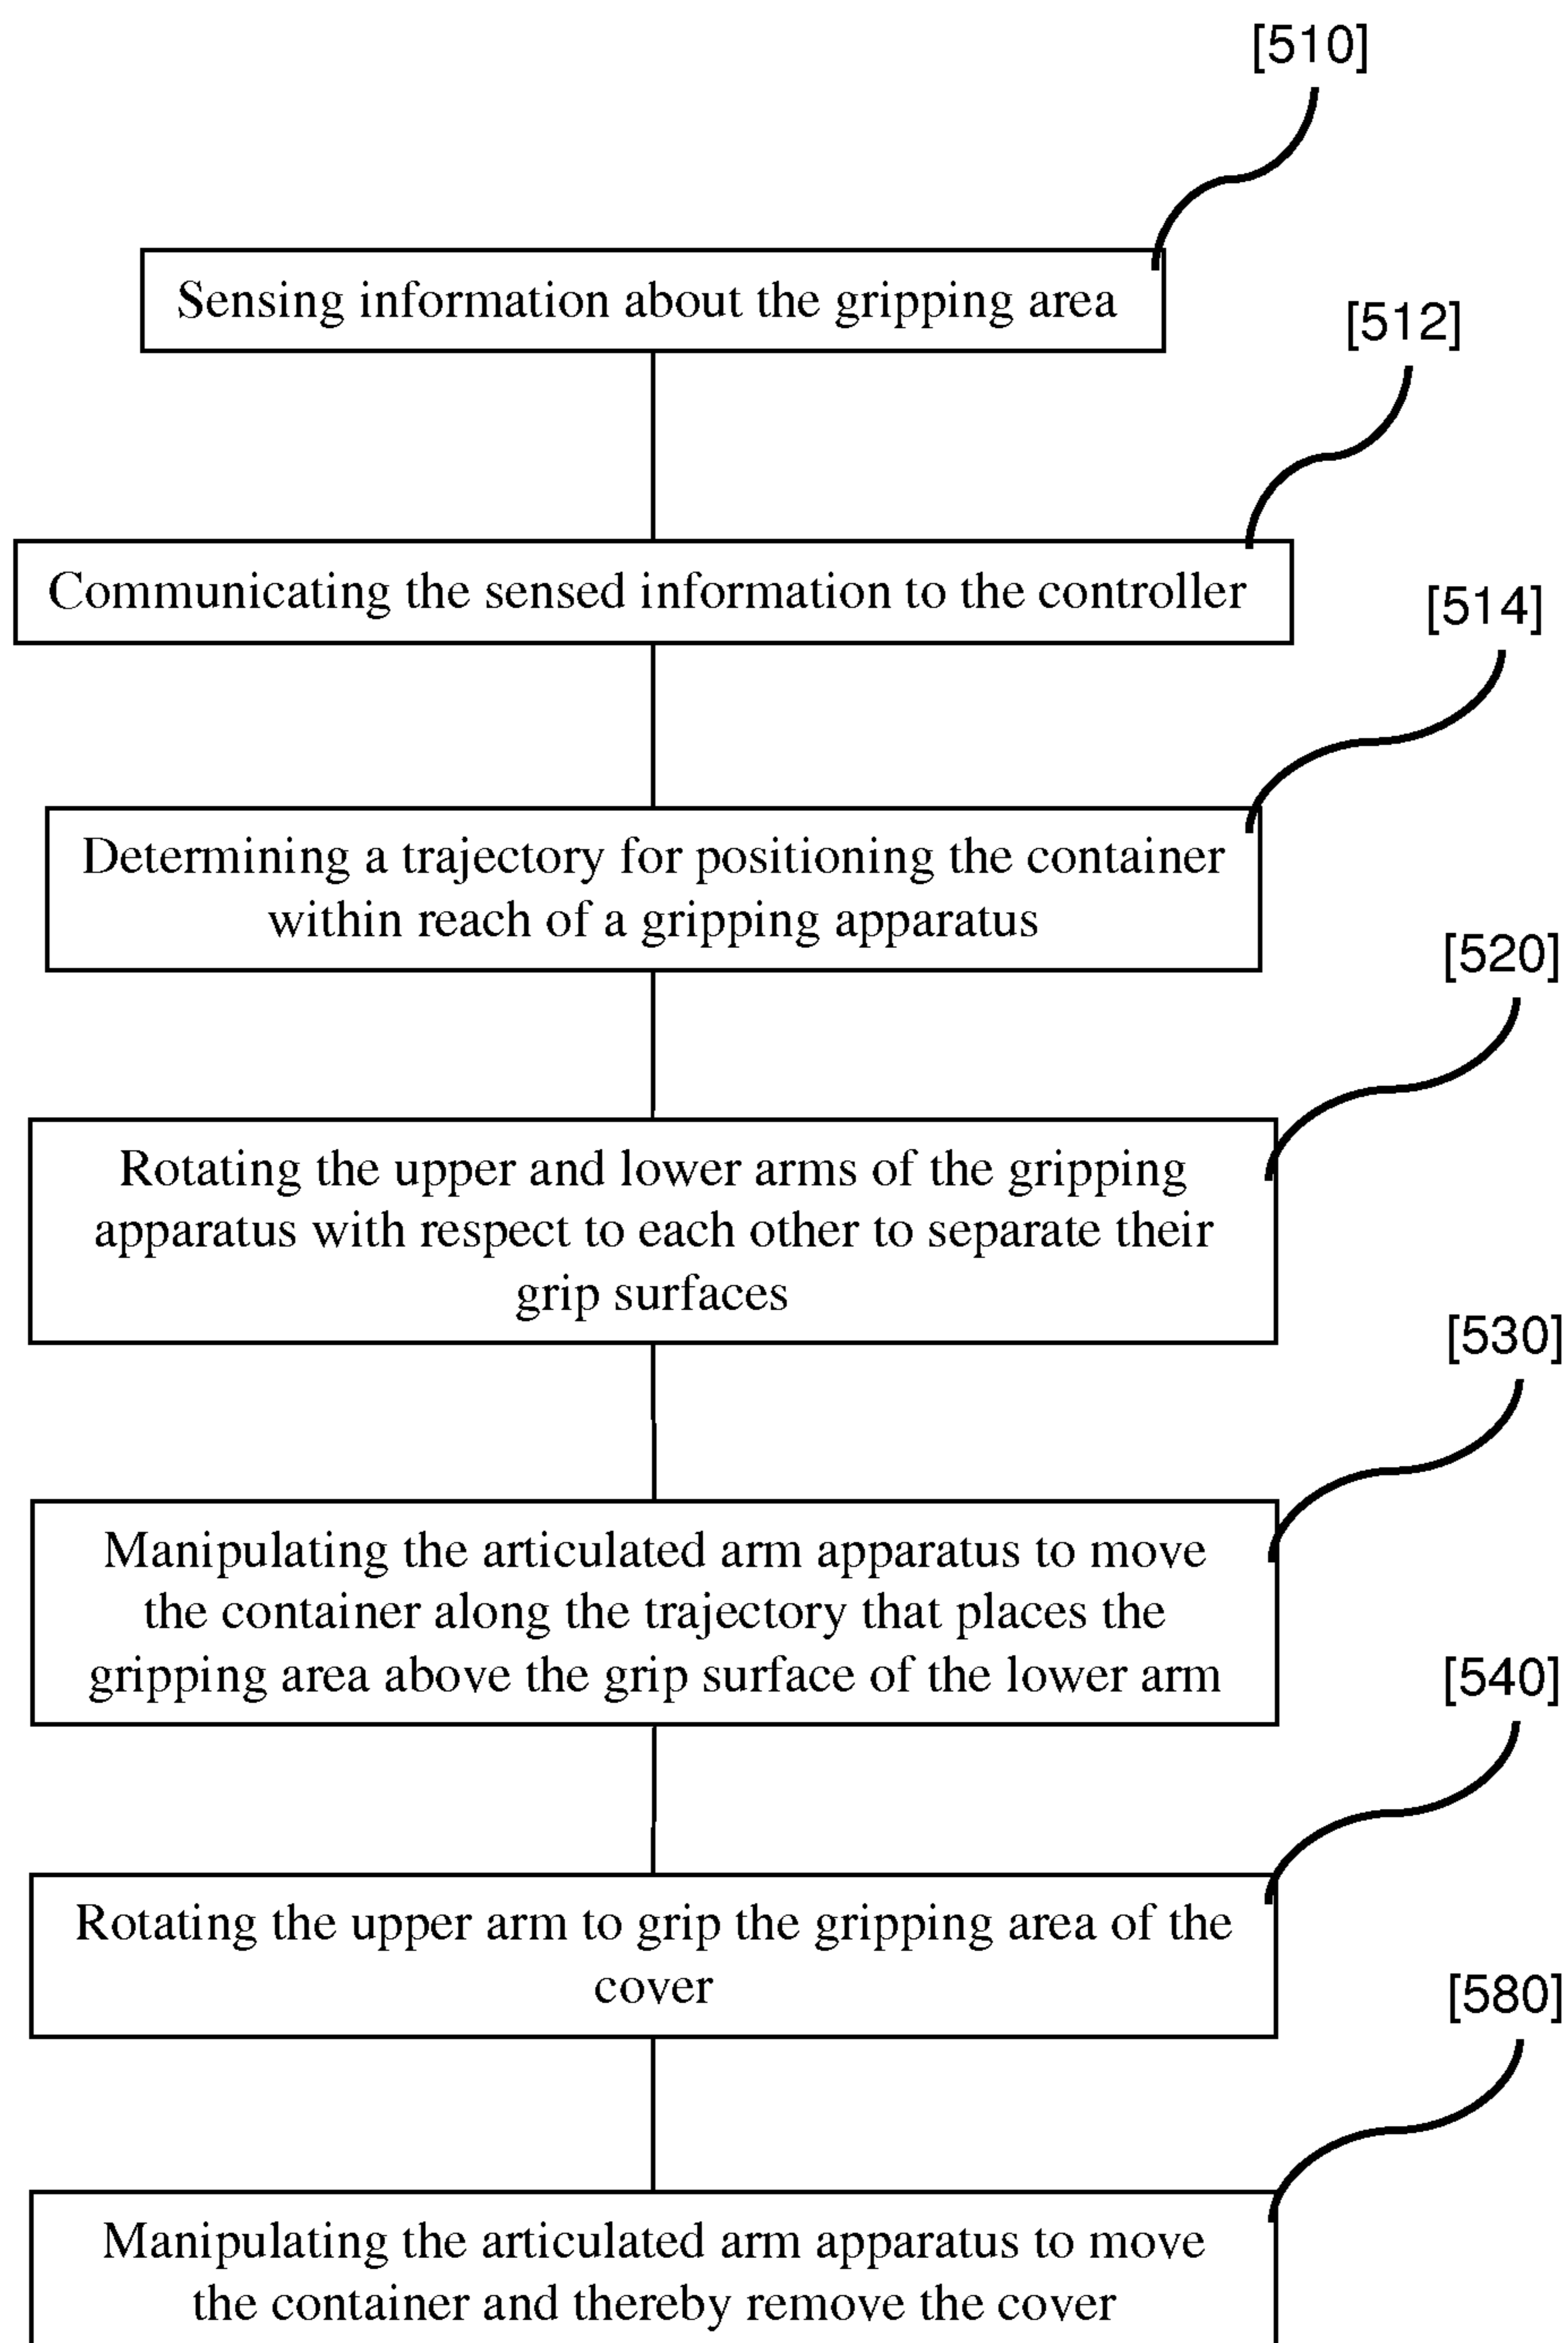 [510]
Sensing information about the gripping area
[512]
Communicating the sensed information to the controller
[514]
Determining a trajectory for positioning the container
within reach of a gripping apparatus
[520]
Rotating the upper and lower arms of the gripping
apparatus with respect to each other to separate their
grip surfaces
[530]
Manipulating the articulated arm apparatus to move
the container along the trajectory that places the
gripping area above the grip surface of the lower arm
[540]
Rotating the upper arm to grip the gripping area of the
cover
[580]
Manipulating the articulated arm apparatus to move
the container and thereby remove the cover